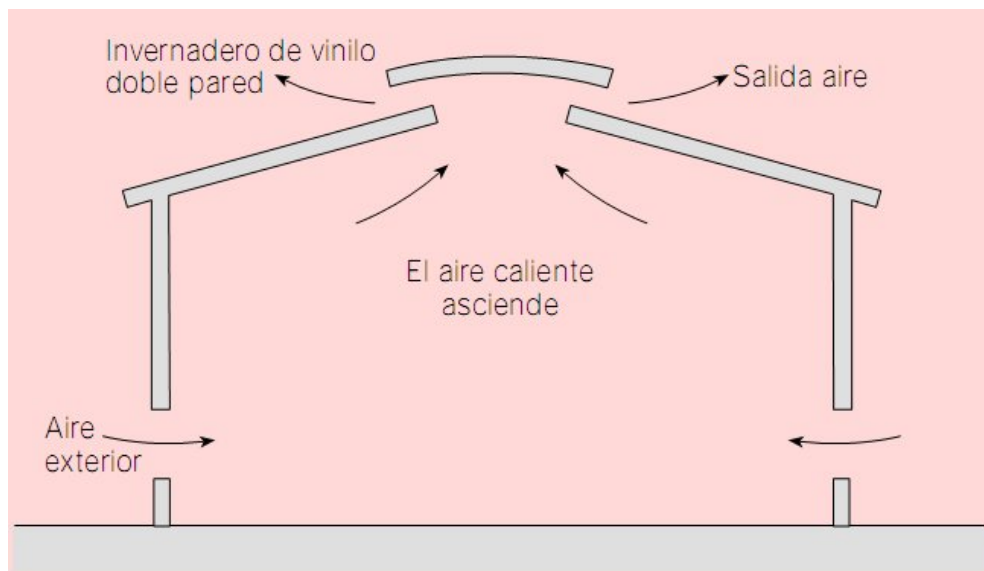 Invernadero de vinilo
doble pared
Salida aire
El aire caliente
asciende
Aire
exterior